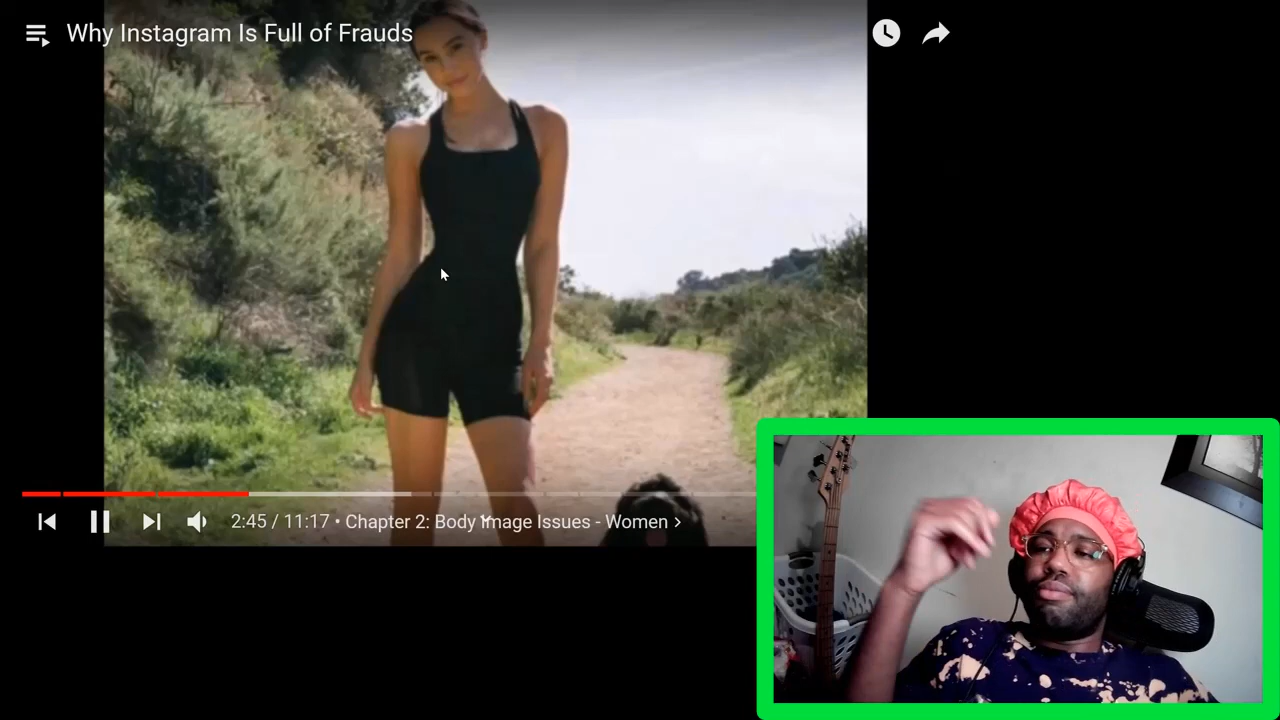 Why Instagram Is Full of Frauds
2:45 / 11:17 • Chapter 2: Body Image Issues - Women >